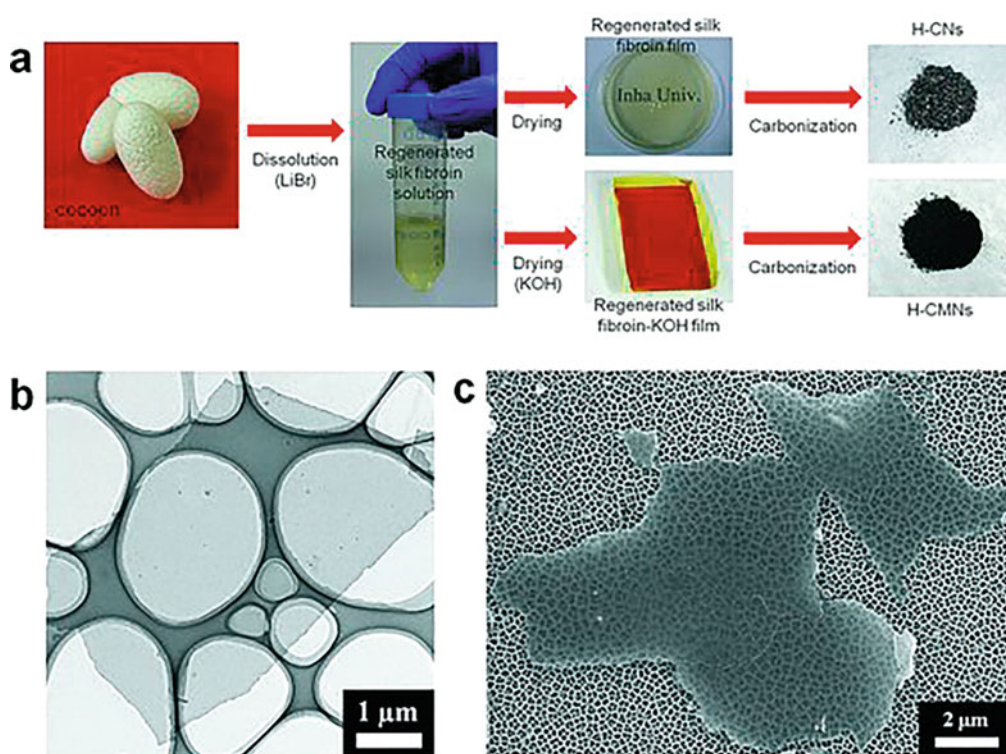 a
cocoon
Dissolution
(LiBr)
Regenerated
silk fibroin
solution
Drying
Drying
(KOH)
Regenerated silk
fibroin film
Inha Univ.
Regenerated silk
fibroin-KOH film
Carbonization
Carbonization
H-CNs
H-CMNs
b
1 µm
c
2 µm